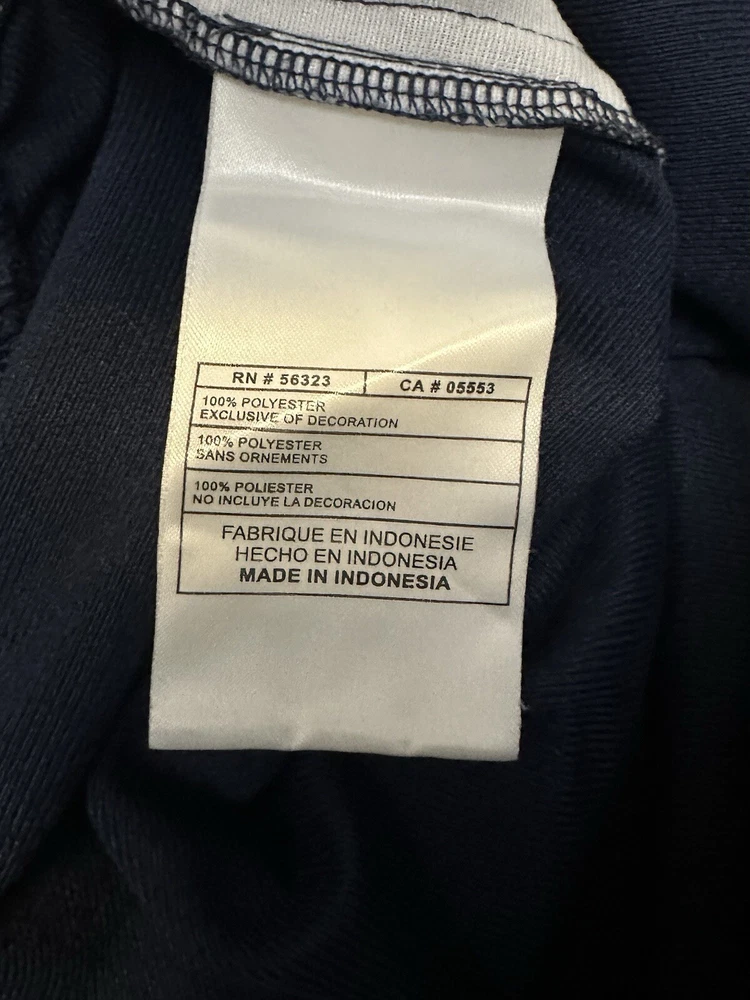 RN # 56323 CA # 05553
100% POLYESTER
EXCLUSIVE OF DECORATION
100% POLYESTER
SANS ORNEMENTS
100% POLIESTER
NO INCLUYE LA DECORACION
FABRIQUE EN INDONESIE
HECHO EN INDONESIA
MADE IN INDONESIA